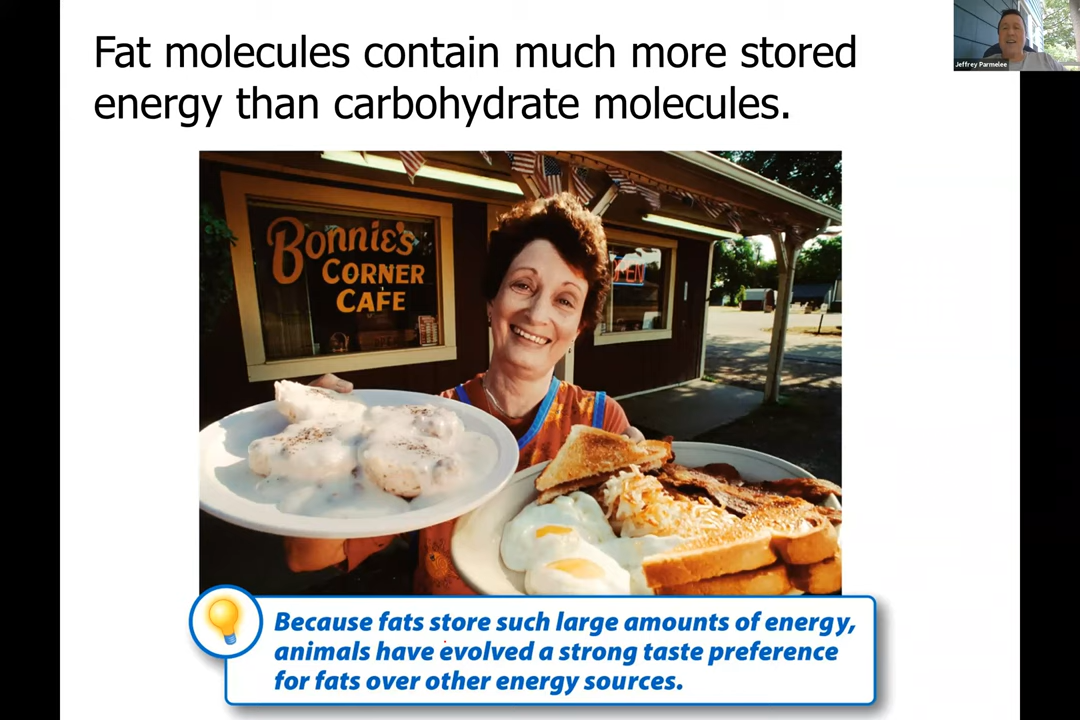 Fat molecules contain much more stored
energy than carbohydrate molecules.
Jeffrey Parmelee
Bonnie's
CORNER
CAFE
OPEN
Because fats store such large amounts of energy,
animals have evolved a strong taste preference
for fats over other energy sources.